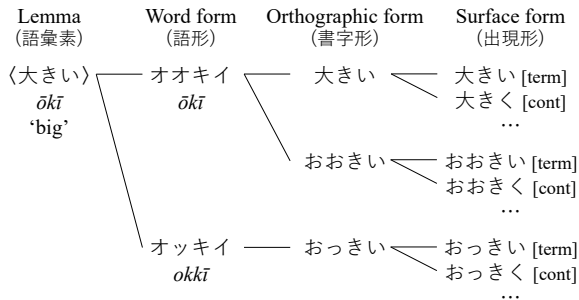 Lemma Word form Orthographic form Surface form
(語彙素) (語形) (書字形) (出現形)
〈大きい〉 オオキイ 大きい 大きい [term]
ōkī ōkī 大きく [cont]
‘big’ …
おおきい おおきい [term]
おおきく [cont]
…
オッキイ おっきい おっきい [term]
okkī おっきく [cont]
…